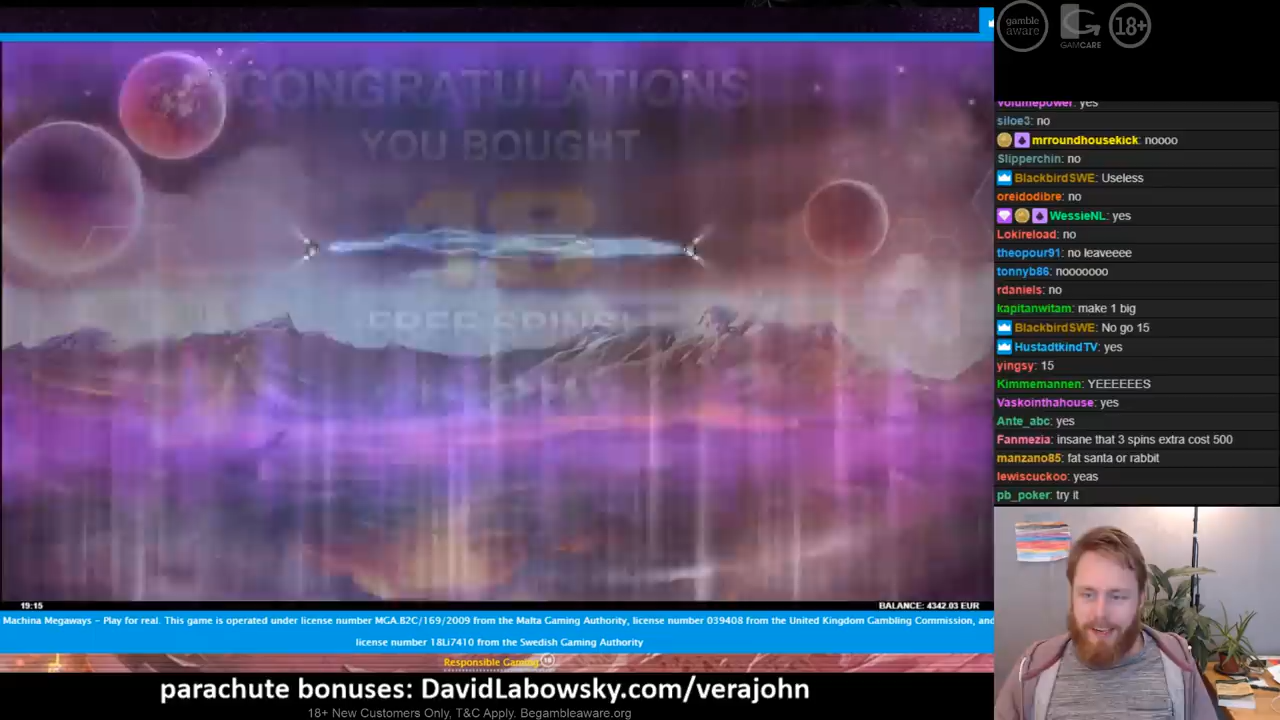 CONGRATULATIONS
YOU BOUGHT
18
FREE SPINS!
19:15
BALANCE: 4342.03 EUR
Machina Megaways - Play for real. This game is operated under license number MGA.B2C/169/2009 from the Malta Gaming Authority, license number 039408 from the United Kingdom Gambling Commission, and
license number 18Li7410 from the Swedish Gaming Authority
Responsible Gaming 18
parachute bonuses: DavidLabowsky.com/verajohn
18+ New Customers Only, T&C Apply. Begambleaware.org
gamble aware
GAMCARE
18+
volumepower: yes
siloe3: no
mrroundhousekick: noooo
Slipperchin: no
BlackbirdSWE: Useless
oreidodibre: no
WessieNL: yes
Lokireload: no
theopour91: no leaveeee
tonnyb86: nooooooo
rdaniels: no
kapitanwitam: make 1 big
BlackbirdSWE: No go 15
HustadtkindTV: yes
yingsy: 15
Kimmemannen: YEEEEEES
Vaskointhahouse: yes
Ante_abc: yes
Fanmezia: insane that 3 spins extra cost 500
manzano85: fat santa or rabbit
lewiscuckoo: yeas
pb_poker: try it